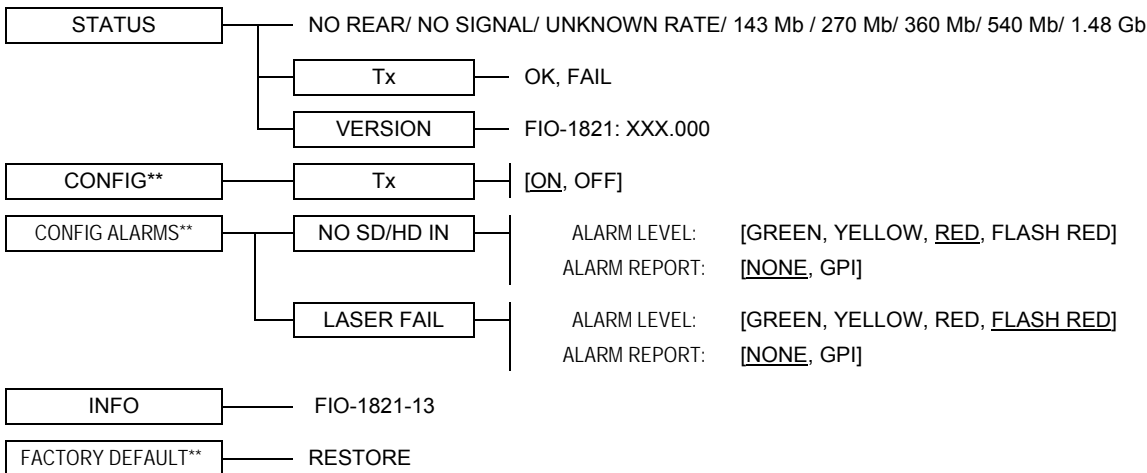 STATUS NO REAR/ NO SIGNAL/ UNKNOWN RATE/ 143 Mb / 270 Mb/ 360 Mb/ 540 Mb/ 1.48 Gb
Tx OK, FAIL
VERSION FIO-1821: XXX.000
CONFIG** Tx [ON, OFF]
CONFIG ALARMS** NO SD/HD IN ALARM LEVEL: [GREEN, YELLOW, RED, FLASH RED]
ALARM REPORT: [NONE, GPI]
LASER FAIL ALARM LEVEL: [GREEN, YELLOW, RED, FLASH RED]
ALARM REPORT: [NONE, GPI]
INFO FIO-1821-13
FACTORY DEFAULT** RESTORE